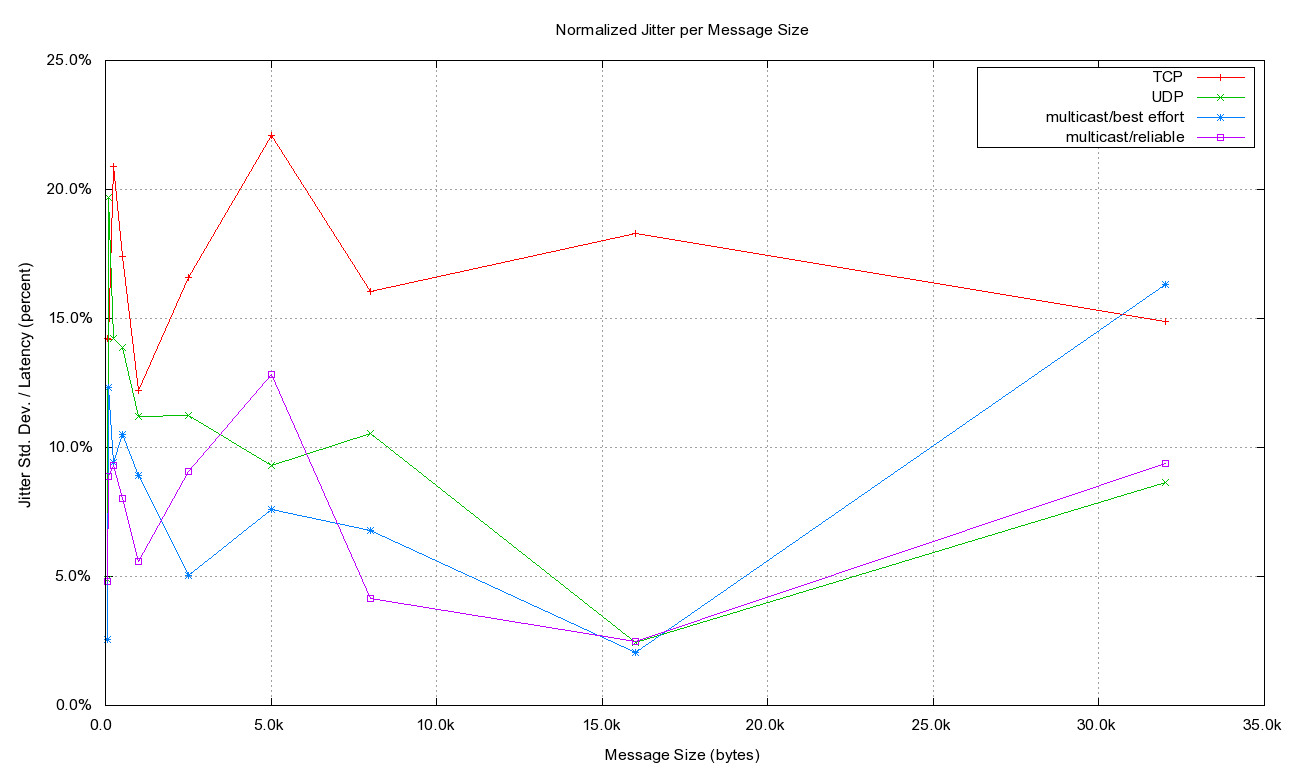 Normalized Jitter per Message Size
25.0%
20.0%
15.0%
10.0%
5.0%
0.0%
Jitter Std. Dev. / Latency (percent)
TCP
UDP
multicast/best effort
multicast/reliable
0.0 5.0k 10.0k 15.0k 20.0k 25.0k 30.0k 35.0k
Message Size (bytes)